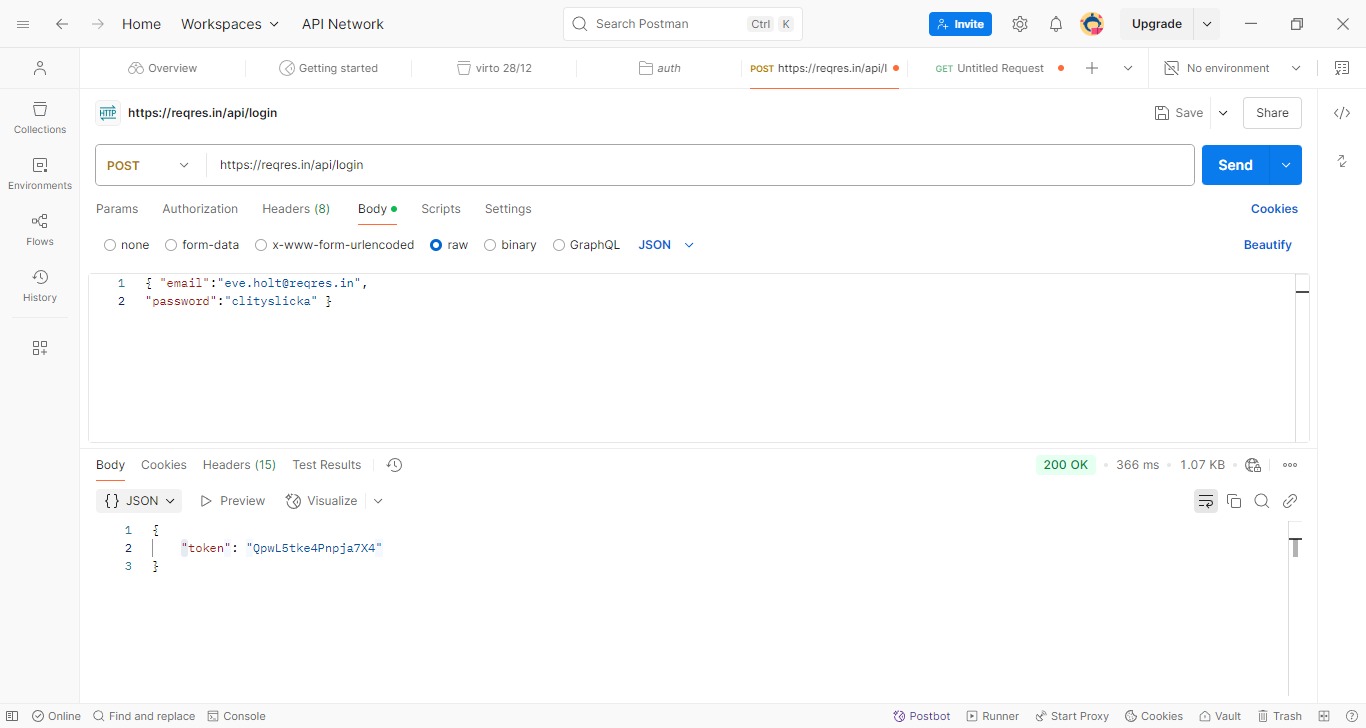 Home Workspaces API Network Search Postman Ctrl K Invite Upgrade
Overview Getting started virto 28/12 auth POST https://reqres.in/api/l GET Untitled Request No environment
HTTP https://reqres.in/api/login Save Share
Collections
Environments
Flows
History
POST https://reqres.in/api/login Send
Params Authorization Headers (8) Body Scripts Settings Cookies
none form-data x-www-form-urlencoded raw binary GraphQL JSON Beautify
1 { "email":"eve.holt@reqres.in",
2 "password":"clityslicka" }
Body Cookies Headers (15) Test Results 200 OK 366 ms 1.07 KB
{} JSON Preview Visualize
1 {
2 "token": "QpwL5tke4Pnpja7X4"
3 }
Online Find and replace Console Postbot Runner Start Proxy Cookies Vault Trash